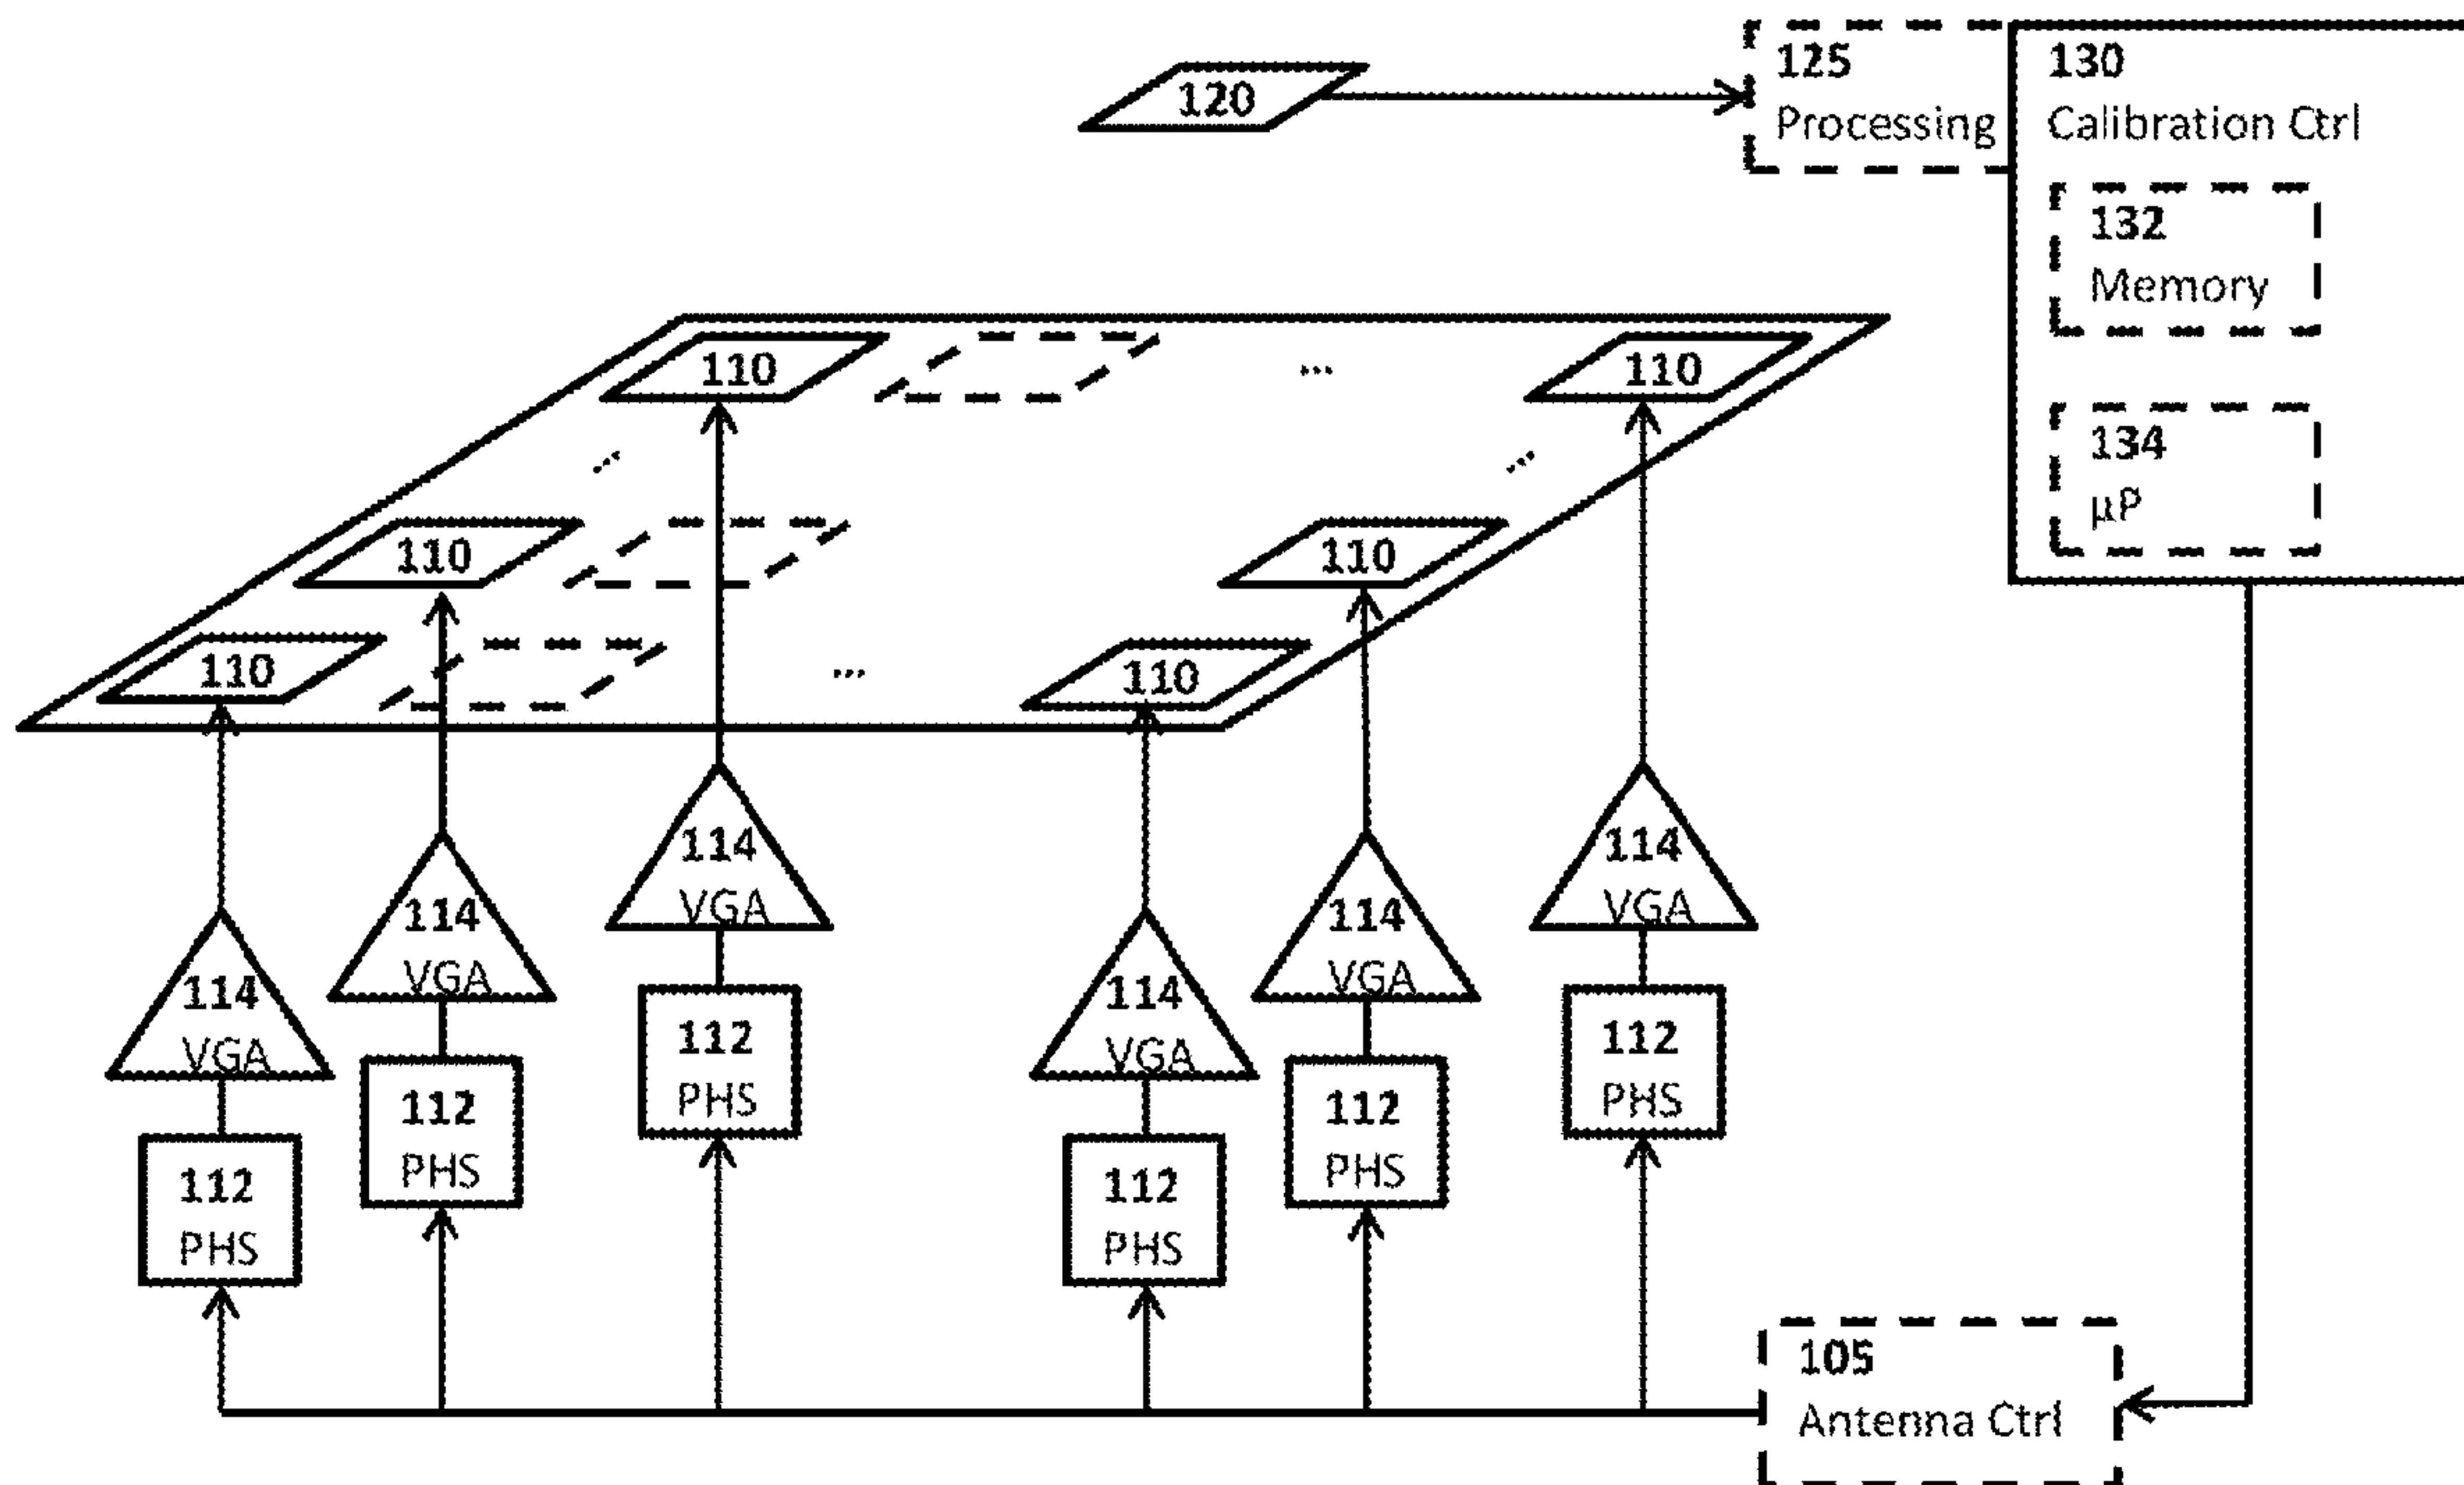 120
125
Processing
130
Calibration Ctrl
132
Memory
134
µP
110
...
110
...
...
110
110
110
...
110
114
VGA
114
VGA
114
VGA
114
VGA
114
VGA
114
VGA
112
PHS
112
PHS
112
PHS
112
PHS
112
PHS
112
PHS
105
Antenna Ctrl